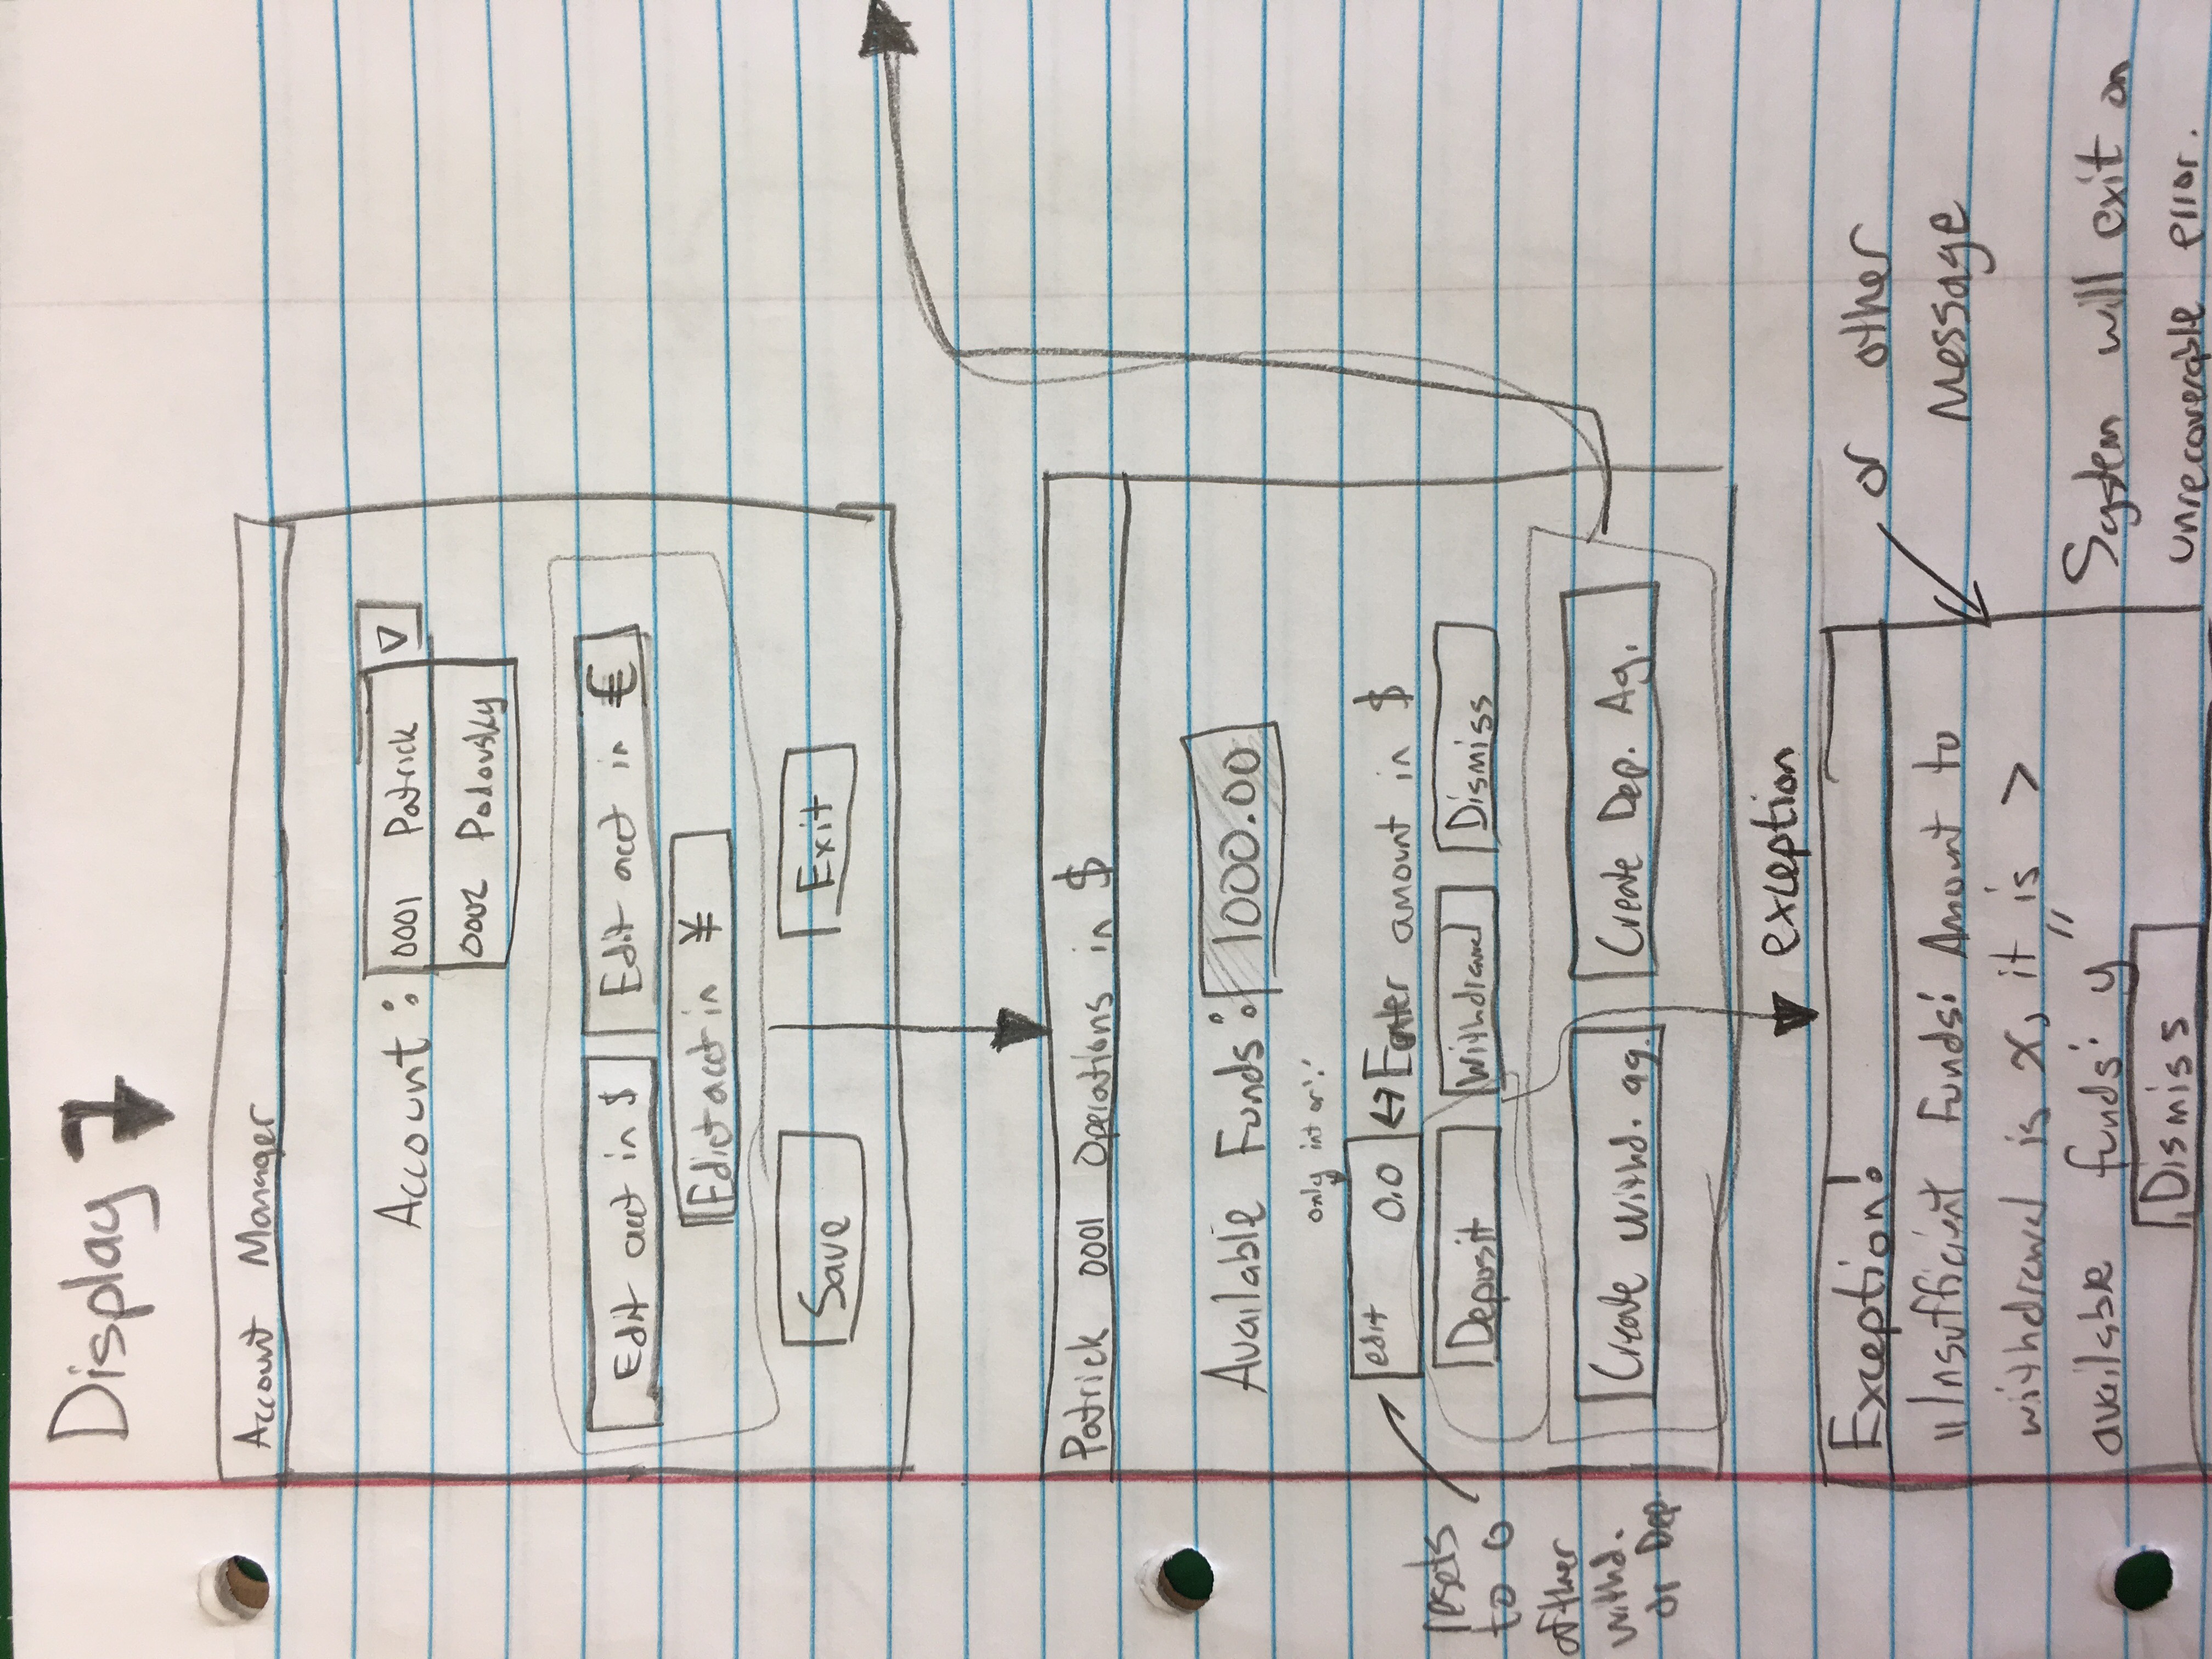 Display
Account Manager
Account: 0001 Patrick
0002 Podovsky
Edit acct in $ Edit acct in €
Edict acct in ¥
Save Exit
Patrick 0001 Operations in $
Available Funds: 1000.00
only int or '.'
edit 0.0 Enter amount in $
Deposit Withdrawl Dismiss
resets
to 0
after
withd.
or Dep.
Create withd. ag. Create Dep. Ag.
exception
Exception!
"Insufficient Funds: Amount to
withdrawl is x, it is >
available funds: y"
Dismiss
or other
Message
System will exit on
unrecoverable error.